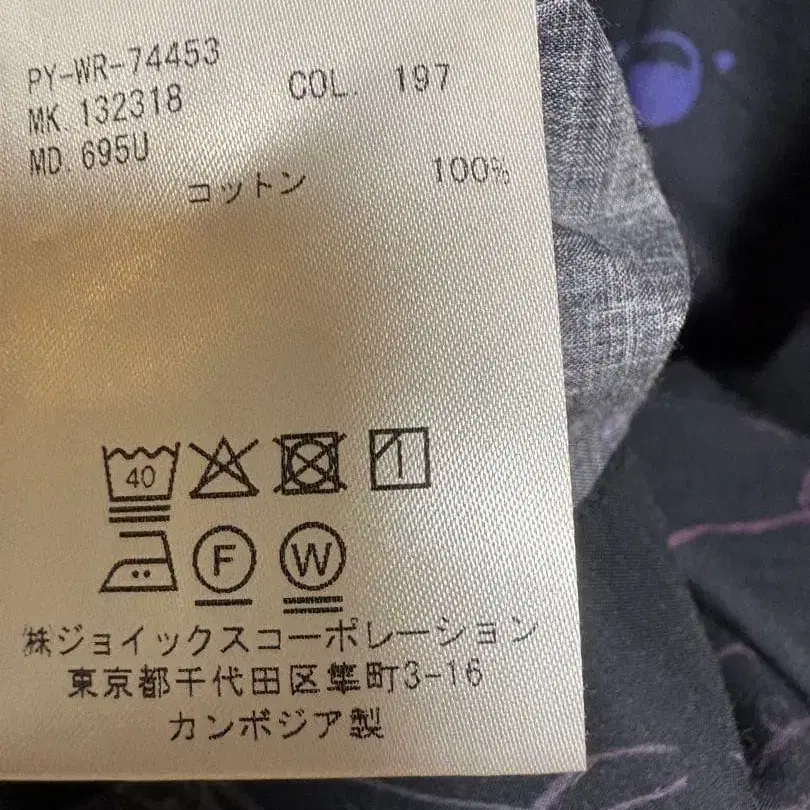 PY-WR-74453
MK.132318 COL. 197
MD.695U
コットン 100%
40
F W
㈱ジョイックスコーポレーション
東京都千代田区隼町3-16
カンボジア製